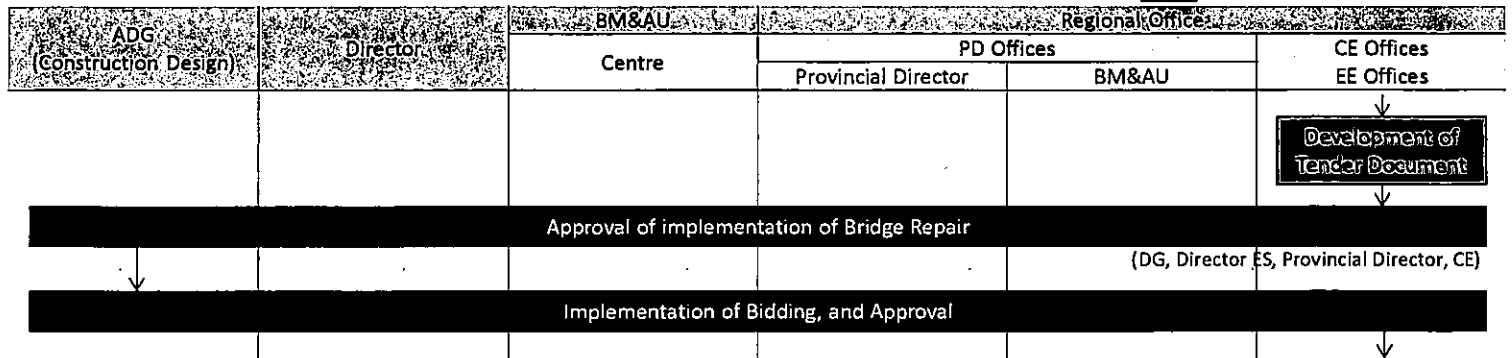 ADG
(Construction Design)
Director
BM&AU
Regional Office
Centre
PD Offices
CE Offices
EE Offices
Provincial Director
BM&AU
Development of
Tender Document
Approval of implementation of Bridge Repair
(DG, Director ES, Provincial Director, CE)
Implementation of Bidding, and Approval